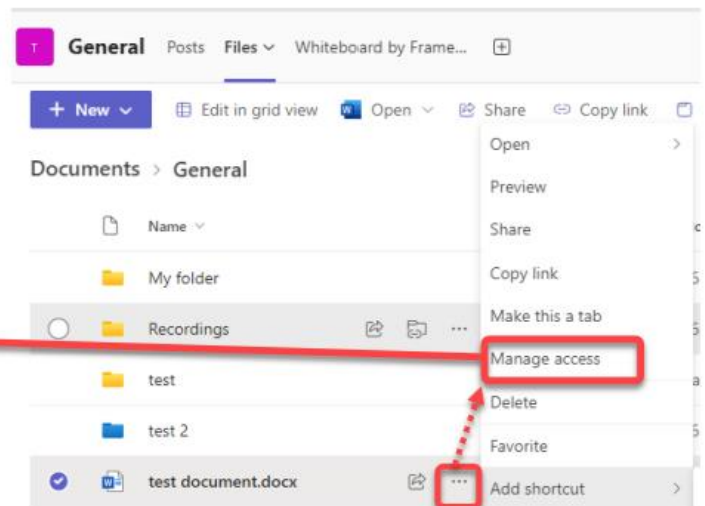 T General Posts Files Whiteboard by Frame...
+ New Edit in grid view Open Share Copy link
Documents > General
Name
My folder
Recordings ...
test
test 2
test document.docx ...
Open
Preview
Share
Copy link
Make this a tab
Manage access
Delete
Favorite
Add shortcut